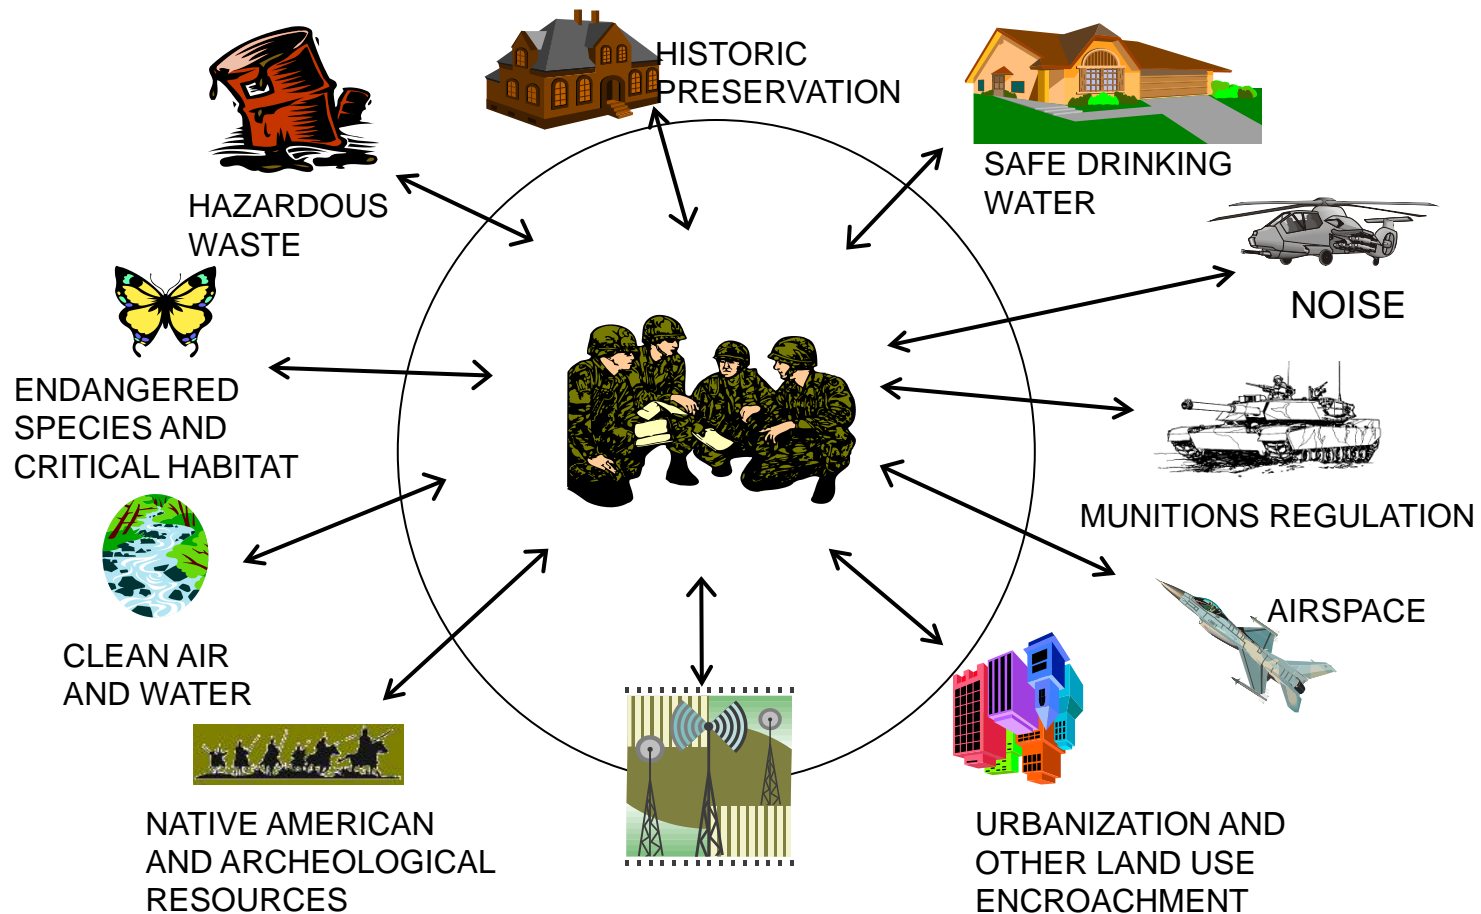 HISTORIC
PRESERVATION
SAFE DRINKING
WATER
HAZARDOUS
WASTE
NOISE
ENDANGERED
SPECIES AND
CRITICAL HABITAT
MUNITIONS REGULATION
AIRSPACE
CLEAN AIR
AND WATER
NATIVE AMERICAN
AND ARCHEOLOGICAL
RESOURCES
URBANIZATION AND
OTHER LAND USE
ENCROACHMENT